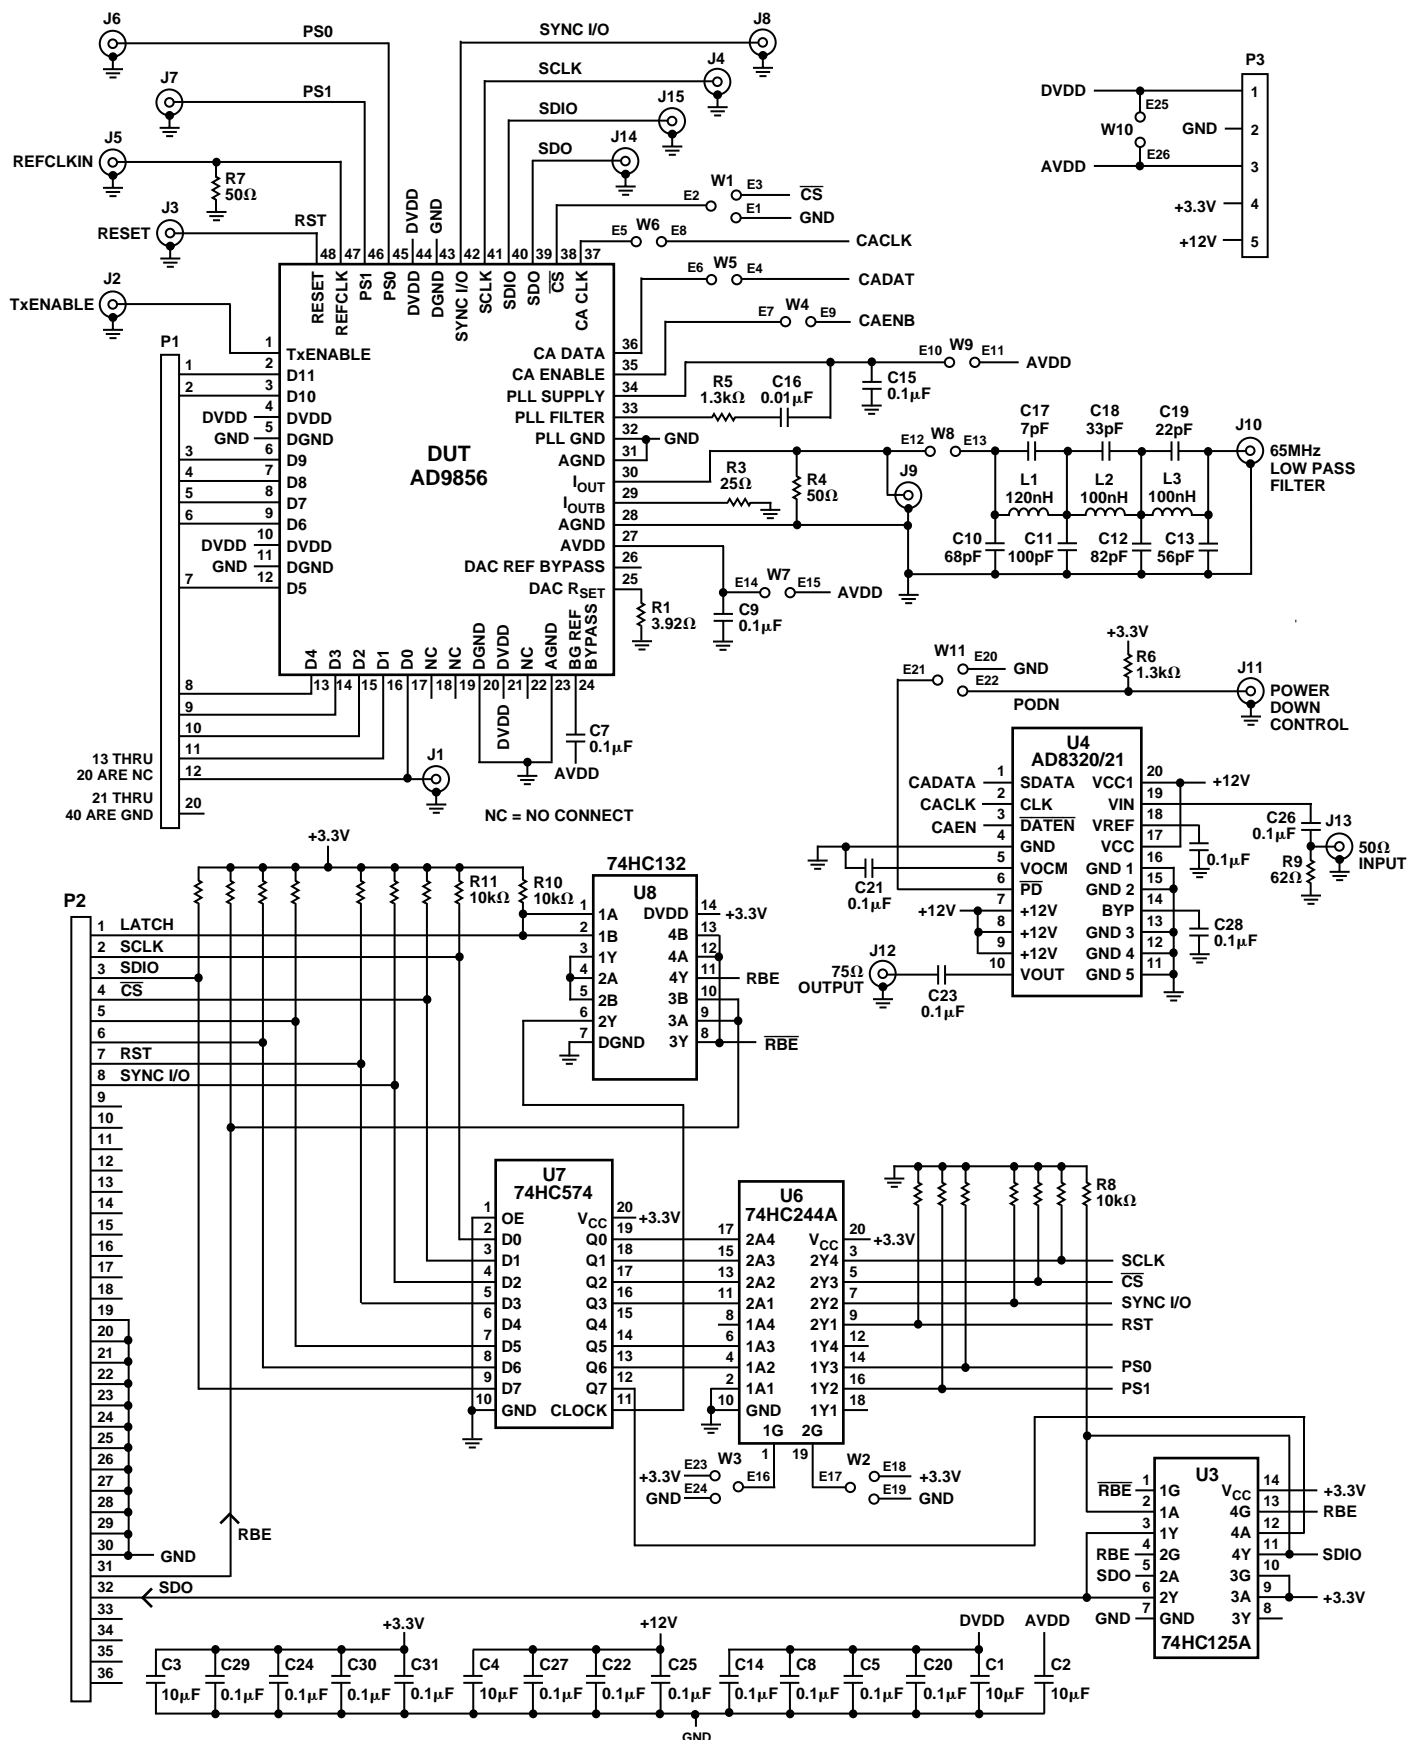 J6
PS0
J7
PS1
J5
REFCLKIN
R7
50Ω
J3
RESET
RST
J2
TxENABLE
SYNC I/O
J8
SCLK
J4
SDIO
J15
SDO
J14
W1
E2
E3
CS
E1
GND
E5
W6
E8
CACLK
E6
W5
E4
CADAT
E7
W4
E9
CAENB
P3
DVDD
1
E25
W10
GND
2
E26
AVDD
3
+3.3V
4
+12V
5
DVDD
GND
48 47 46 45 44 43 42 41 40 39 38 37
RESET
REFCLK
PS1
PS0
DVDD
DGND
SYNC I/O
SCLK
SDIO
SDO
CS
CA CLK
DUT
AD9856
1
TxENABLE
2
D11
3
D10
4
DVDD
5
DGND
6
D9
7
D8
8
D7
9
D6
10
DVDD
11
DGND
12
D5
DVDD
GND
DVDD
GND
P1
1
2
3
4
5
6
7
8
9
10
11
12
20
13 THRU
20 ARE NC
21 THRU
40 ARE GND
36
CA DATA
35
CA ENABLE
34
PLL SUPPLY
33
PLL FILTER
32
PLL GND
31
AGND
30
IOUT
29
IOUTB
28
AGND
27
AVDD
26
DAC REF BYPASS
25
DAC RSET
D4
D3
D2
D1
D0
NC
NC
DGND
DVDD
NC
AGND
BG REF
BYPASS
13 14 15 16 17 18 19 20 21 22 23 24
DVDD
C7
0.1µF
AVDD
J1
NC = NO CONNECT
GND
R5
1.3kΩ
C16
0.01µF
C15
0.1µF
E10
W9
E11
AVDD
R3
25Ω
R4
50Ω
E12
W8
E13
J9
C17
7pF
C18
33pF
C19
22pF
J10
65MHz
LOW PASS
FILTER
L1
120nH
L2
100nH
L3
100nH
C10
68pF
C11
100pF
C12
82pF
C13
56pF
R1
3.92Ω
E14
W7
E15
AVDD
C9
0.1µF
W11
E21
E20
GND
E22
PODN
+3.3V
R6
1.3kΩ
J11
POWER
DOWN
CONTROL
U4
AD8320/21
CADATA
1
SDATA
CACLK
2
CLK
CAEN
3
DATEN
4
GND
5
VOCM
6
PD
7
+12V
8
+12V
9
+12V
10
VOUT
20
VCC1
19
VIN
18
VREF
17
VCC
16
GND 1
15
GND 2
14
BYP
13
GND 3
12
GND 4
11
GND 5
+12V
C21
0.1µF
+12V
J12
75Ω
OUTPUT
C23
0.1µF
0.1µF
C26
0.1µF
J13
50Ω
INPUT
R9
62Ω
C28
0.1µF
+3.3V
R11
10kΩ
R10
10kΩ
74HC132
U8
1
1A
2
1B
3
1Y
4
2A
5
2B
6
2Y
7
DGND
14
DVDD
13
4B
12
4A
11
4Y
10
3B
9
3A
8
3Y
+3.3V
RBE
RBE
P2
1
LATCH
2
SCLK
3
SDIO
4
CS
5
6
7
RST
8
SYNC I/O
9
10
11
12
13
14
15
16
17
18
19
20
21
22
23
24
25
26
27
28
29
30
GND
31
RBE
32
SDO
33
34
35
36
U7
74HC574
1
OE
2
D0
3
D1
4
D2
5
D3
6
D4
7
D5
8
D6
9
D7
10
GND
20
VCC
19
Q0
18
Q1
17
Q2
16
Q3
15
Q4
14
Q5
13
Q6
12
Q7
11
CLOCK
+3.3V
U6
74HC244A
17
2A4
15
2A3
13
2A2
11
2A1
8
1A4
6
1A3
4
1A2
2
1A1
10
GND
20
VCC
3
2Y4
5
2Y3
7
2Y2
9
2Y1
12
1Y4
14
1Y3
16
1Y2
18
1Y1
1G
2G
1
19
+3.3V
R8
10kΩ
SCLK
CS
SYNC I/O
RST
PS0
PS1
+3.3V
E23
W3
E16
GND
E24
E17
W2
E18
+3.3V
E19
GND
U3
RBE
1
1G
2
1A
3
1Y
RBE
4
2G
SDO
5
2A
6
2Y
GND
7
GND
14
VCC
+3.3V
13
4G
RBE
12
4A
11
4Y
SDIO
10
3G
9
3A
+3.3V
8
3Y
74HC125A
+3.3V
C3
10µF
C29
0.1µF
C24
0.1µF
C30
0.1µF
C31
0.1µF
+12V
C4
10µF
C27
0.1µF
C22
0.1µF
C25
0.1µF
DVDD
C14
0.1µF
C8
0.1µF
C5
0.1µF
C20
0.1µF
C1
10µF
AVDD
C2
10µF
GND